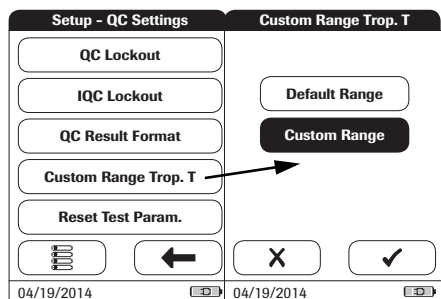 Setup - QC Settings
QC Lockout
IQC Lockout
QC Result Format
Custom Range Trop. T
Reset Test Param.
04/19/2014
Custom Range Trop. T
Default Range
Custom Range
04/19/2014